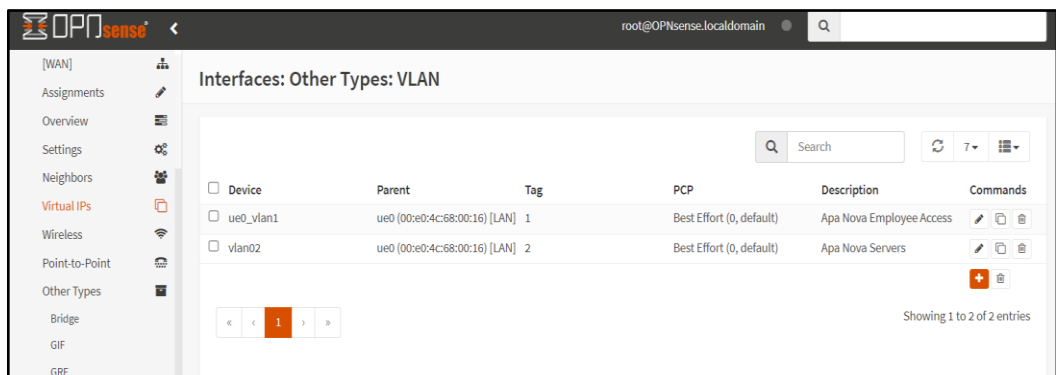 OPNsense
root@OPNsense.localdomain
[WAN]
Assignments
Overview
Settings
Neighbors
Virtual IPs
Wireless
Point-to-Point
Other Types
Bridge
GIF
GRE
Interfaces: Other Types: VLAN
Search 7
Device Parent Tag PCP Description Commands
ue0_vlan1 ue0 (00:e0:4c:68:00:16) [LAN] 1 Best Effort (0, default) Apa Nova Employee Access
vlan02 ue0 (00:e0:4c:68:00:16) [LAN] 2 Best Effort (0, default) Apa Nova Servers
« ‹ 1 › » Showing 1 to 2 of 2 entries